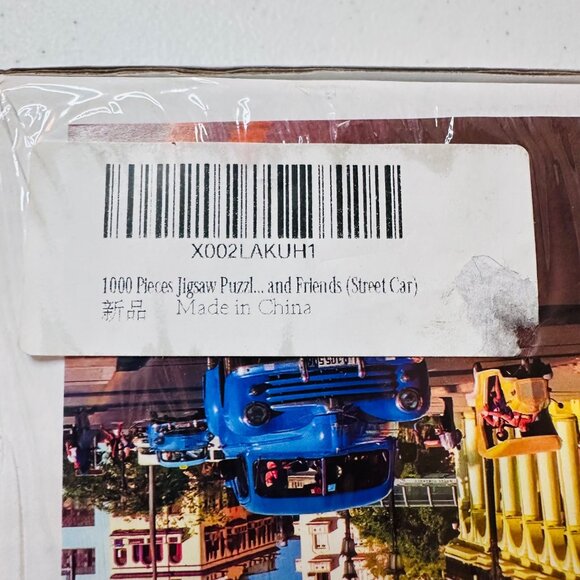 X002LAKUH1
1000 Pieces Jigsaw Puzzl... and Friends (Street Car)
新品 Made in China